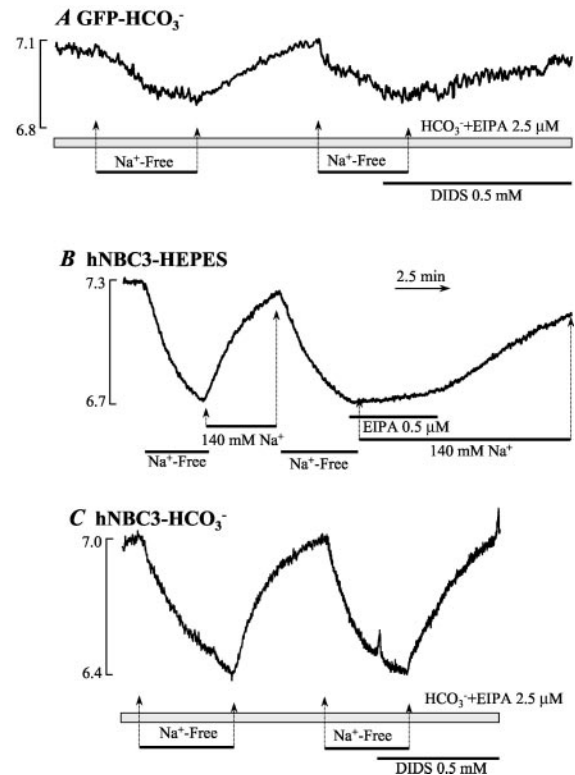 A GFP-HCO₃⁻
7.1
6.8
HCO₃⁻+EIPA 2.5 μM
Na⁺-Free
Na⁺-Free
DIDS 0.5 mM
B hNBC3-HEPES
7.3
2.5 min
6.7
EIPA 0.5 μM
140 mM Na⁺
140 mM Na⁺
Na⁺-Free
Na⁺-Free
C hNBC3-HCO₃⁻
7.0
6.4
HCO₃⁻+EIPA 2.5 μM
Na⁺-Free
Na⁺-Free
DIDS 0.5 mM